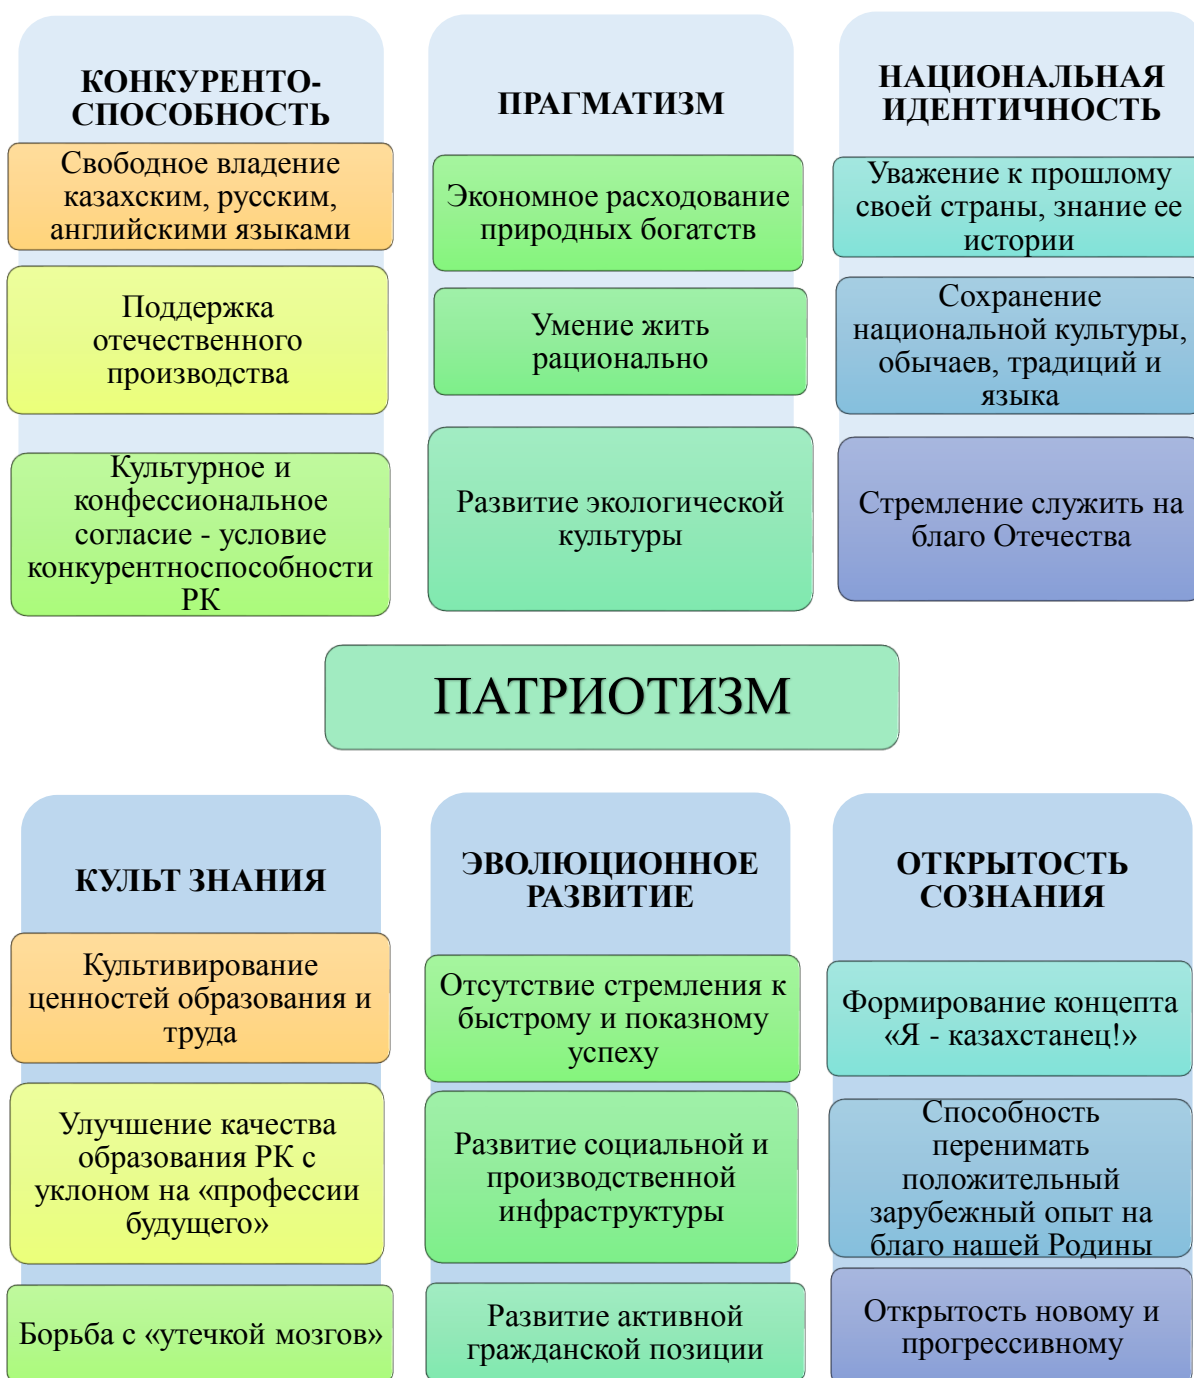 КОНКУРЕНТО-
СПОСОБНОСТЬ
Свободное владение
казахским, русским,
английскими языками
Поддержка
отечественного
производства
Культурное и
конфессиональное
согласие - условие
конкурентноспособности
РК
ПРАГМАТИЗМ
Экономное расходование
природных богатств
Умение жить
рационально
Развитие экологической
культуры
НАЦИОНАЛЬНАЯ
ИДЕНТИЧНОСТЬ
Уважение к прошлому
своей страны, знание ее
истории
Сохранение
национальной культуры,
обычаев, традиций и
языка
Стремление служить на
благо Отечества
ПАТРИОТИЗМ
КУЛЬТ ЗНАНИЯ
Культивирование
ценностей образования и
труда
Улучшение качества
образования РК с
уклоном на «профессии
будущего»
Борьба с «утечкой мозгов»
ЭВОЛЮЦИОННОЕ
РАЗВИТИЕ
Отсутствие стремления к
быстрому и показному
успеху
Развитие социальной и
производственной
инфраструктуры
Развитие активной
гражданской позиции
ОТКРЫТОСТЬ
СОЗНАНИЯ
Формирование концепта
«Я - казахстанец!»
Способность
перенимать
положительный
зарубежный опыт на
благо нашей Родины
Открытость новому и
прогрессивному